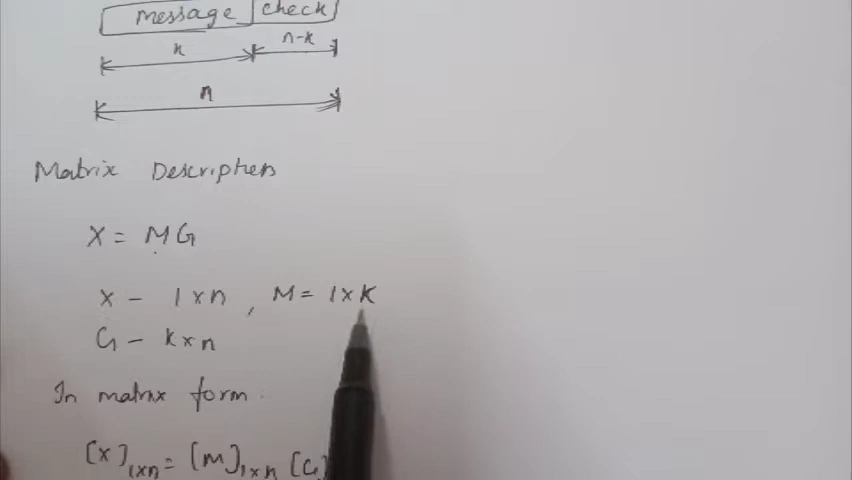 message check
k n-k
n
Matrix Description
X = MG
X - 1×n , M = 1×k
G - k×n
In matrix form.
[X]1×n = [M]1×n [G]